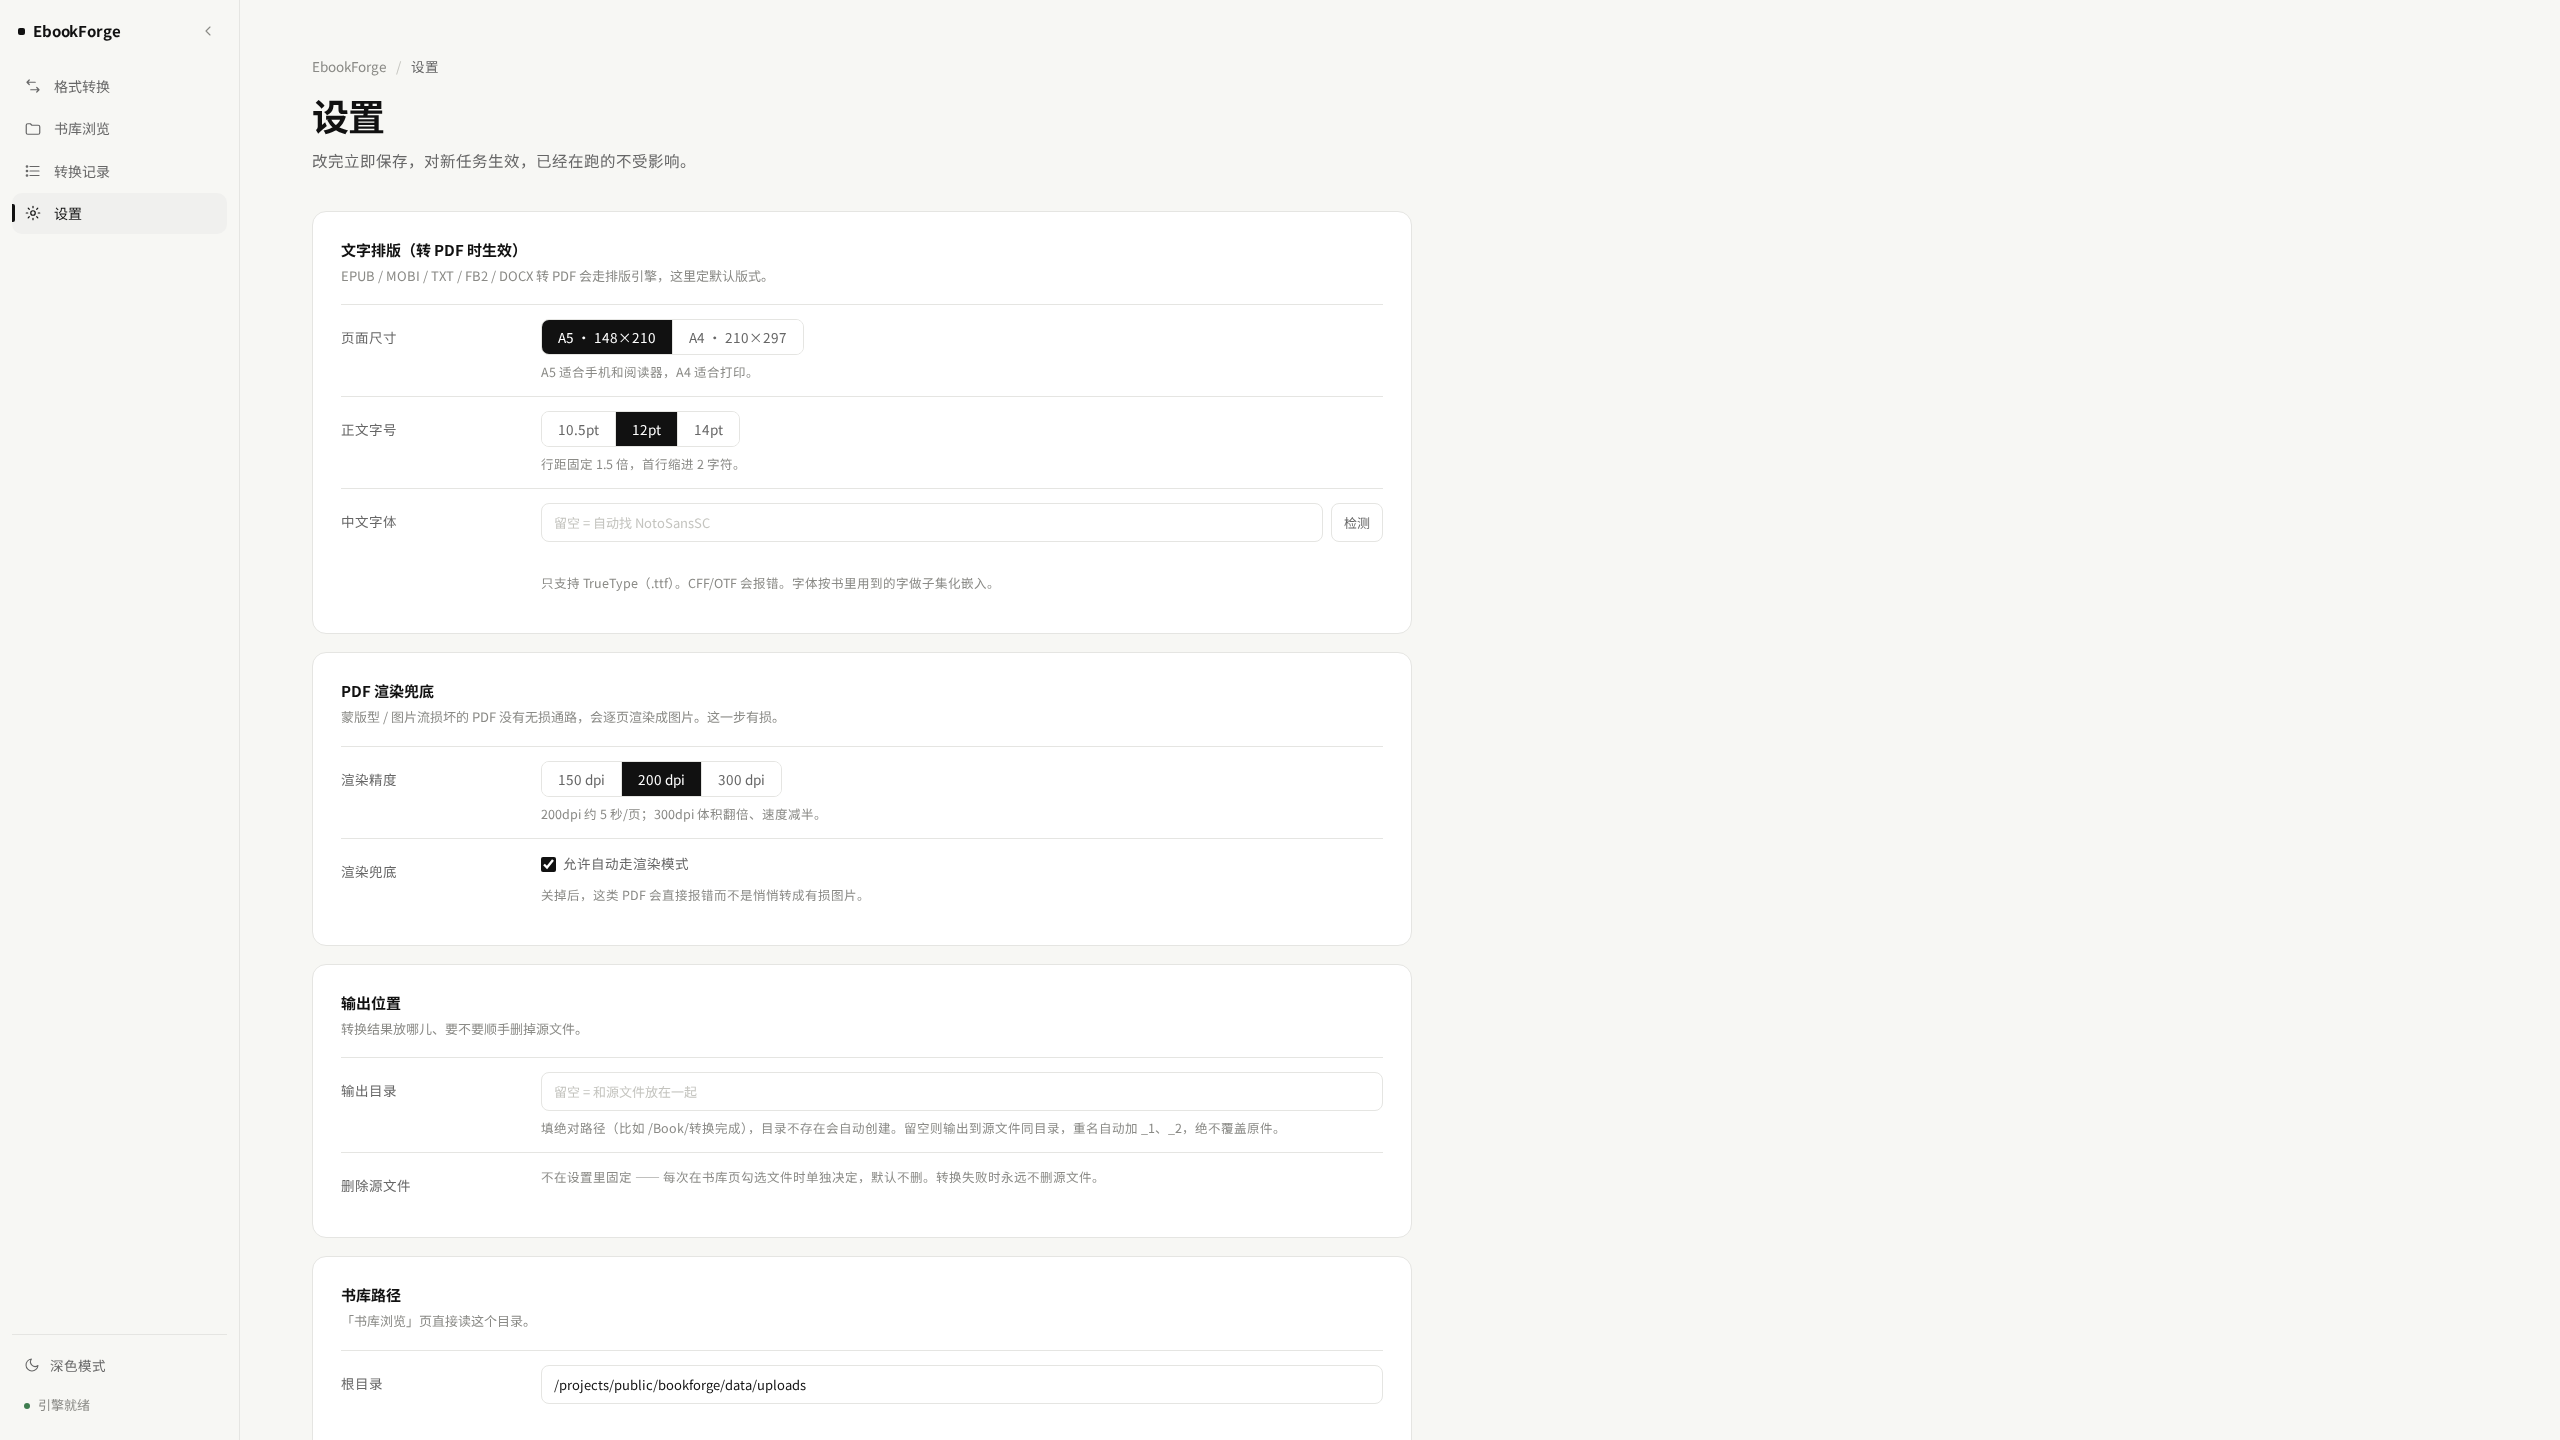 EbookForge
格式转换
书库浏览
转换记录
设置
深色模式
引擎就绪
EbookForge / 设置
设置
改完立即保存，对新任务生效，已经在跑的不受影响。
文字排版（转 PDF 时生效）
EPUB / MOBI / TXT / FB2 / DOCX 转 PDF 会走排版引擎，这里定默认版式。
页面尺寸
A5 · 148×210
A4 · 210×297
A5 适合手机和阅读器，A4 适合打印。
正文字号
10.5pt
12pt
14pt
行距固定 1.5 倍，首行缩进 2 字符。
中文字体
留空 = 自动找 NotoSansSC
检测
只支持 TrueType（.ttf）。CFF/OTF 会报错。字体按书里用到的字做子集化嵌入。
PDF 渲染兜底
蒙版型 / 图片流损坏的 PDF 没有无损通路，会逐页渲染成图片。这一步有损。
渲染精度
150 dpi
200 dpi
300 dpi
200dpi 约 5 秒/页；300dpi 体积翻倍、速度减半。
渲染兜底
允许自动走渲染模式
关掉后，这类 PDF 会直接报错而不是悄悄转成有损图片。
输出位置
转换结果放哪儿、要不要顺手删掉源文件。
输出目录
留空 = 和源文件放在一起
填绝对路径（比如 /Book/转换完成），目录不存在会自动创建。留空则输出到源文件同目录，重名自动加 _1、_2，绝不覆盖原件。
删除源文件
不在设置里固定 —— 每次在书库页勾选文件时单独决定，默认不删。转换失败时永远不删源文件。
书库路径
「书库浏览」页直接读这个目录。
根目录
/projects/public/bookforge/data/uploads